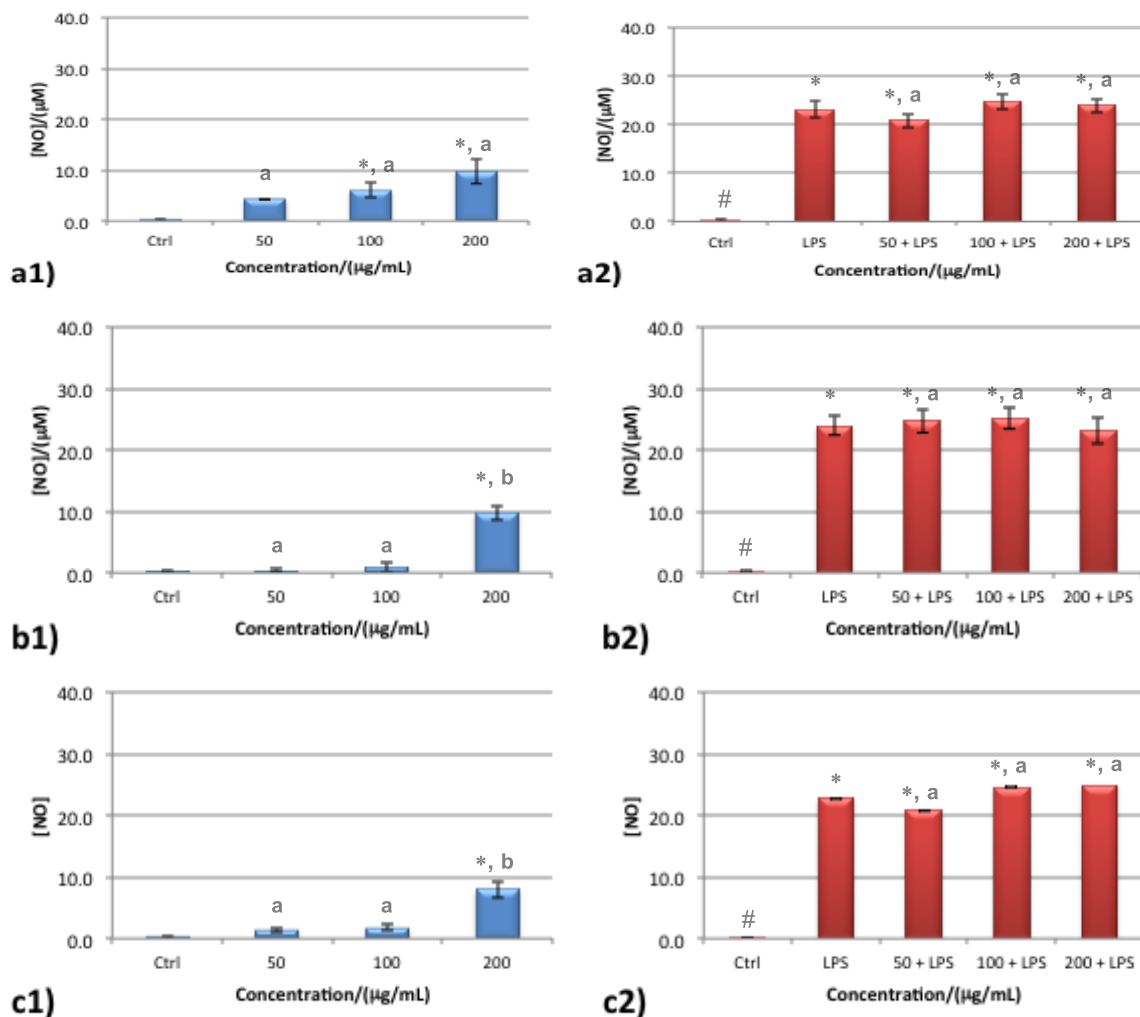 40.0
30.0
20.0
10.0
0.0
[NO]/(µM)
a
*, a
*, a
Ctrl 50 100 200
Concentration/(µg/mL)
a1)
40.0
30.0
20.0
10.0
0.0
[NO]/(µM)
#
*
*, a
*, a
*, a
Ctrl LPS 50 + LPS 100 + LPS 200 + LPS
Concentration/(µg/mL)
a2)
40.0
30.0
20.0
10.0
0.0
[NO]/(µM)
a
a
*, b
Ctrl 50 100 200
Concentration/(µg/mL)
b1)
40.0
30.0
20.0
10.0
0.0
[NO]/(µM)
#
*
*, a
*, a
*, a
Ctrl LPS 50 + LPS 100 + LPS 200 + LPS
Concentration/(µg/mL)
b2)
40.0
30.0
20.0
10.0
0.0
[NO]
a
a
*, b
Ctrl 50 100 200
Concentration/(µg/mL)
c1)
40.0
30.0
20.0
10.0
0.0
[NO]/(µM)
#
*
*, a
*, a
*, a
Ctrl LPS 50 + LPS 100 + LPS 200 + LPS
Concentration/(µg/mL)
c2)